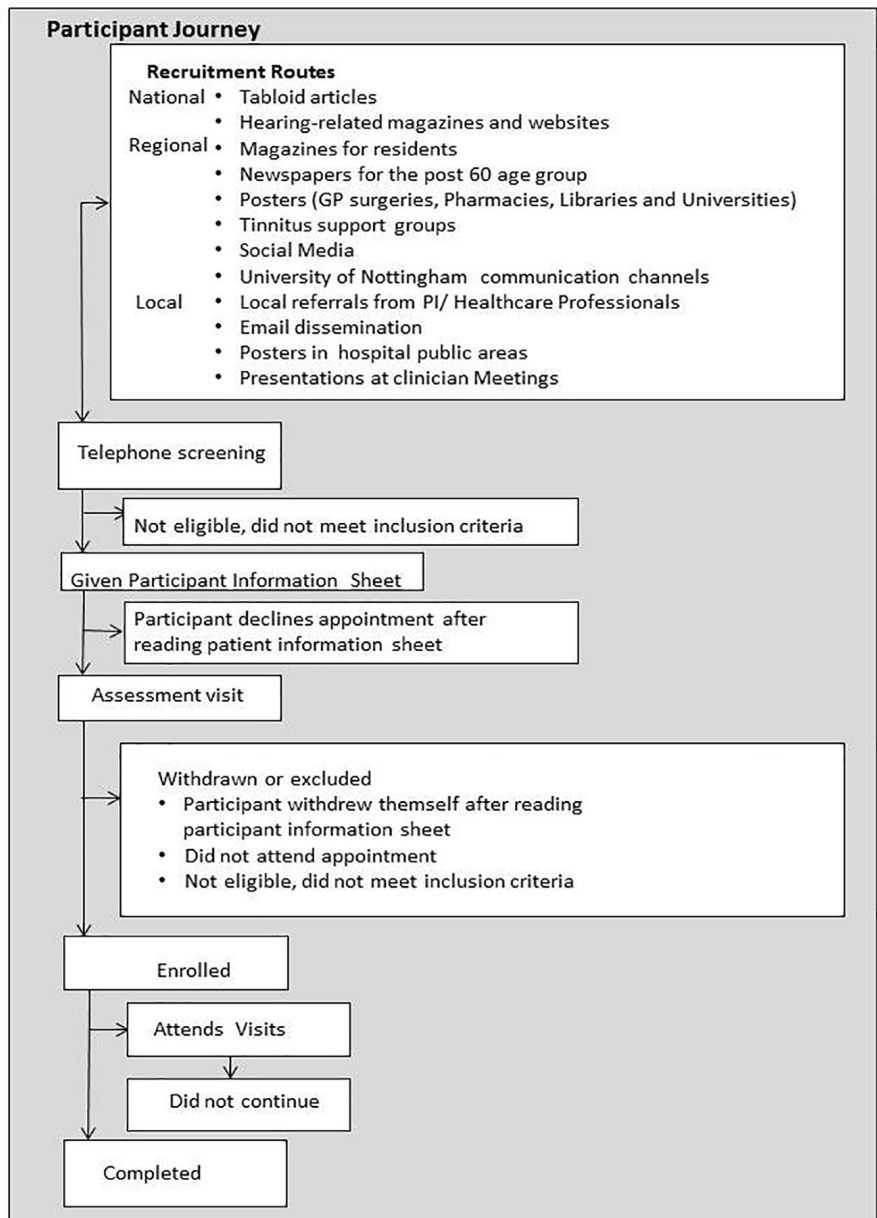 Participant Journey
Recruitment Routes
National • Tabloid articles
• Hearing-related magazines and websites
Regional • Magazines for residents
• Newspapers for the post 60 age group
• Posters (GP surgeries, Pharmacies, Libraries and Universities)
• Tinnitus support groups
• Social Media
• University of Nottingham communication channels
Local • Local referrals from PI/ Healthcare Professionals
• Email dissemination
• Posters in hospital public areas
• Presentations at clinician Meetings
Telephone screening
Not eligible, did not meet inclusion criteria
Given Participant Information Sheet
Participant declines appointment after
reading patient information sheet
Assessment visit
Withdrawn or excluded
• Participant withdrew themself after reading
participant information sheet
• Did not attend appointment
• Not eligible, did not meet inclusion criteria
Enrolled
Attends Visits
Did not continue
Completed